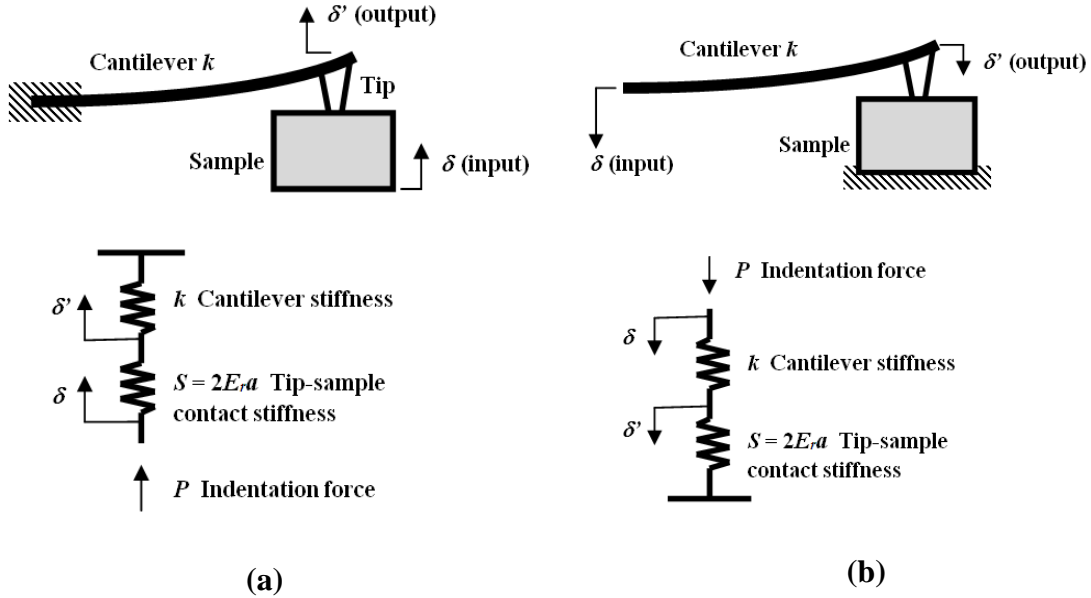 δ’ (output)
Cantilever k
Tip
Sample
δ (input)
δ’
k Cantilever stiffness
δ
S = 2Eᵣa Tip-sample
contact stiffness
P Indentation force
(a)
Cantilever k
δ’ (output)
Sample
δ (input)
P Indentation force
δ
k Cantilever stiffness
δ’
S = 2Eᵣa Tip-sample
contact stiffness
(b)